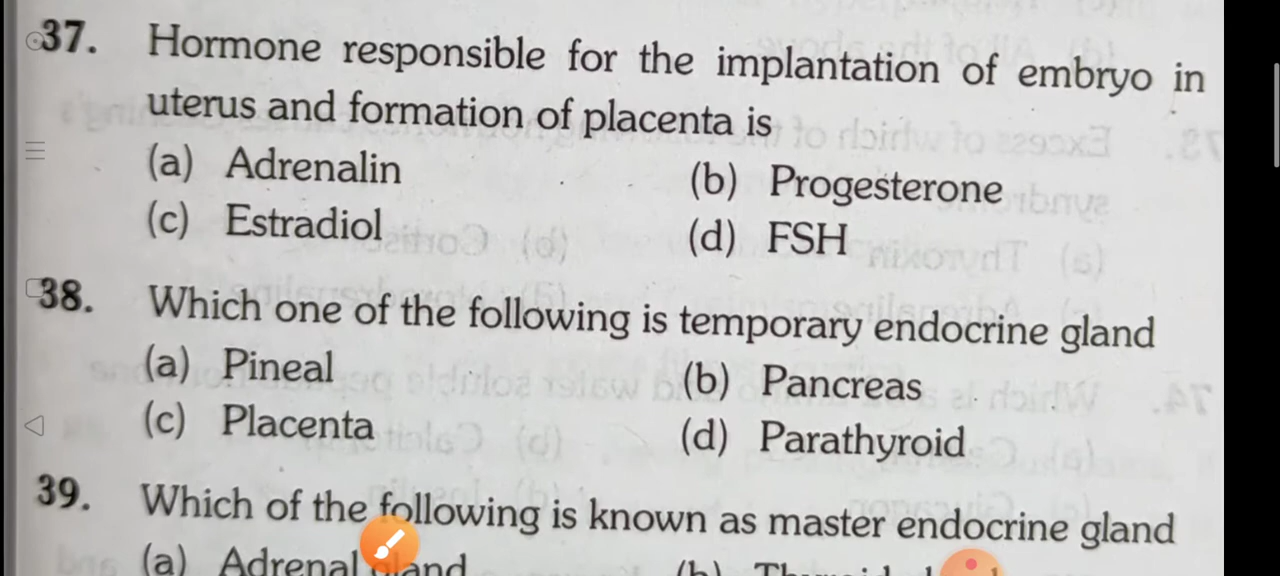 37. Hormone responsible for the implantation of embryo in
uterus and formation of placenta is
(a) Adrenalin (b) Progesterone
(c) Estradiol (d) FSH
38. Which one of the following is temporary endocrine gland
(a) Pineal (b) Pancreas
(c) Placenta (d) Parathyroid
39. Which of the following is known as master endocrine gland
(a) Adrenal gland (b)